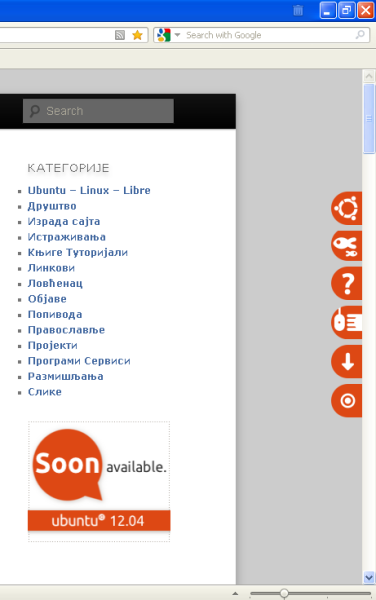 Search with Google
Search
КАТЕГОРИЈЕ
Ubuntu – Linux – Libre
Друштво
Израда сајта
Истраживања
Књиге Туторијали
Линкови
Ловћенац
Објаве
Попивода
Православље
Пројекти
Програми Сервиси
Размишљања
Слике
Soon available.
ubuntu® 12.04